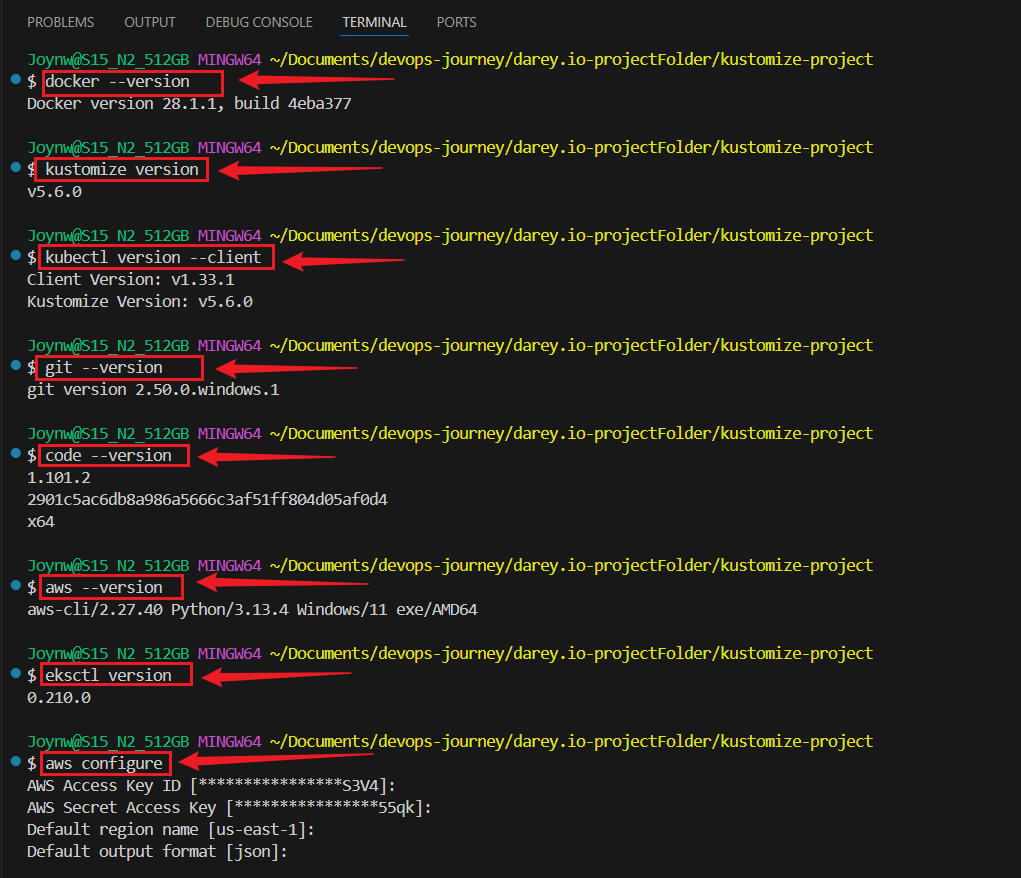 PROBLEMS OUTPUT DEBUG CONSOLE TERMINAL PORTS
Joynw@S15_N2_512GB MINGW64 ~/Documents/devops-journey/darey.io-projectFolder/kustomize-project
$ docker --version
Docker version 28.1.1, build 4eba377
Joynw@S15_N2_512GB MINGW64 ~/Documents/devops-journey/darey.io-projectFolder/kustomize-project
$ kustomize version
v5.6.0
Joynw@S15_N2_512GB MINGW64 ~/Documents/devops-journey/darey.io-projectFolder/kustomize-project
$ kubectl version --client
Client Version: v1.33.1
Kustomize Version: v5.6.0
Joynw@S15_N2_512GB MINGW64 ~/Documents/devops-journey/darey.io-projectFolder/kustomize-project
$ git --version
git version 2.50.0.windows.1
Joynw@S15_N2_512GB MINGW64 ~/Documents/devops-journey/darey.io-projectFolder/kustomize-project
$ code --version
1.101.2
2901c5ac6db8a986a5666c3af51ff804d05af0d4
x64
Joynw@S15_N2_512GB MINGW64 ~/Documents/devops-journey/darey.io-projectFolder/kustomize-project
$ aws --version
aws-cli/2.27.40 Python/3.13.4 Windows/11 exe/AMD64
Joynw@S15_N2_512GB MINGW64 ~/Documents/devops-journey/darey.io-projectFolder/kustomize-project
$ eksctl version
0.210.0
Joynw@S15_N2_512GB MINGW64 ~/Documents/devops-journey/darey.io-projectFolder/kustomize-project
$ aws configure
AWS Access Key ID [****************S3V4]:
AWS Secret Access Key [****************55qk]:
Default region name [us-east-1]:
Default output format [json]: